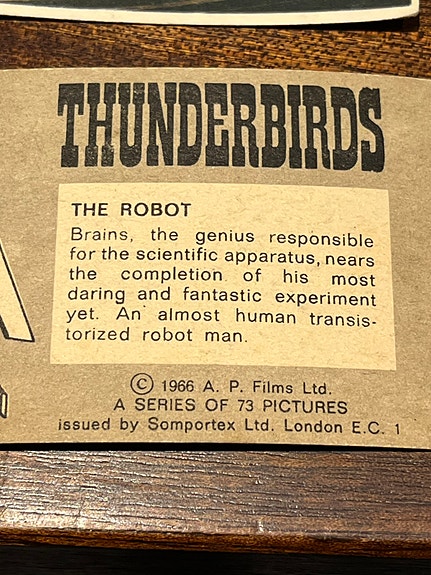 THUNDERBIRDS
THE ROBOT
Brains, the genius responsible
for the scientific apparatus, nears
the completion of his most
daring and fantastic experiment
yet. An almost human transis-
torized robot man.
© 1966 A. P. Films Ltd.
A SERIES OF 73 PICTURES
issued by Somportex Ltd. London E.C. 1